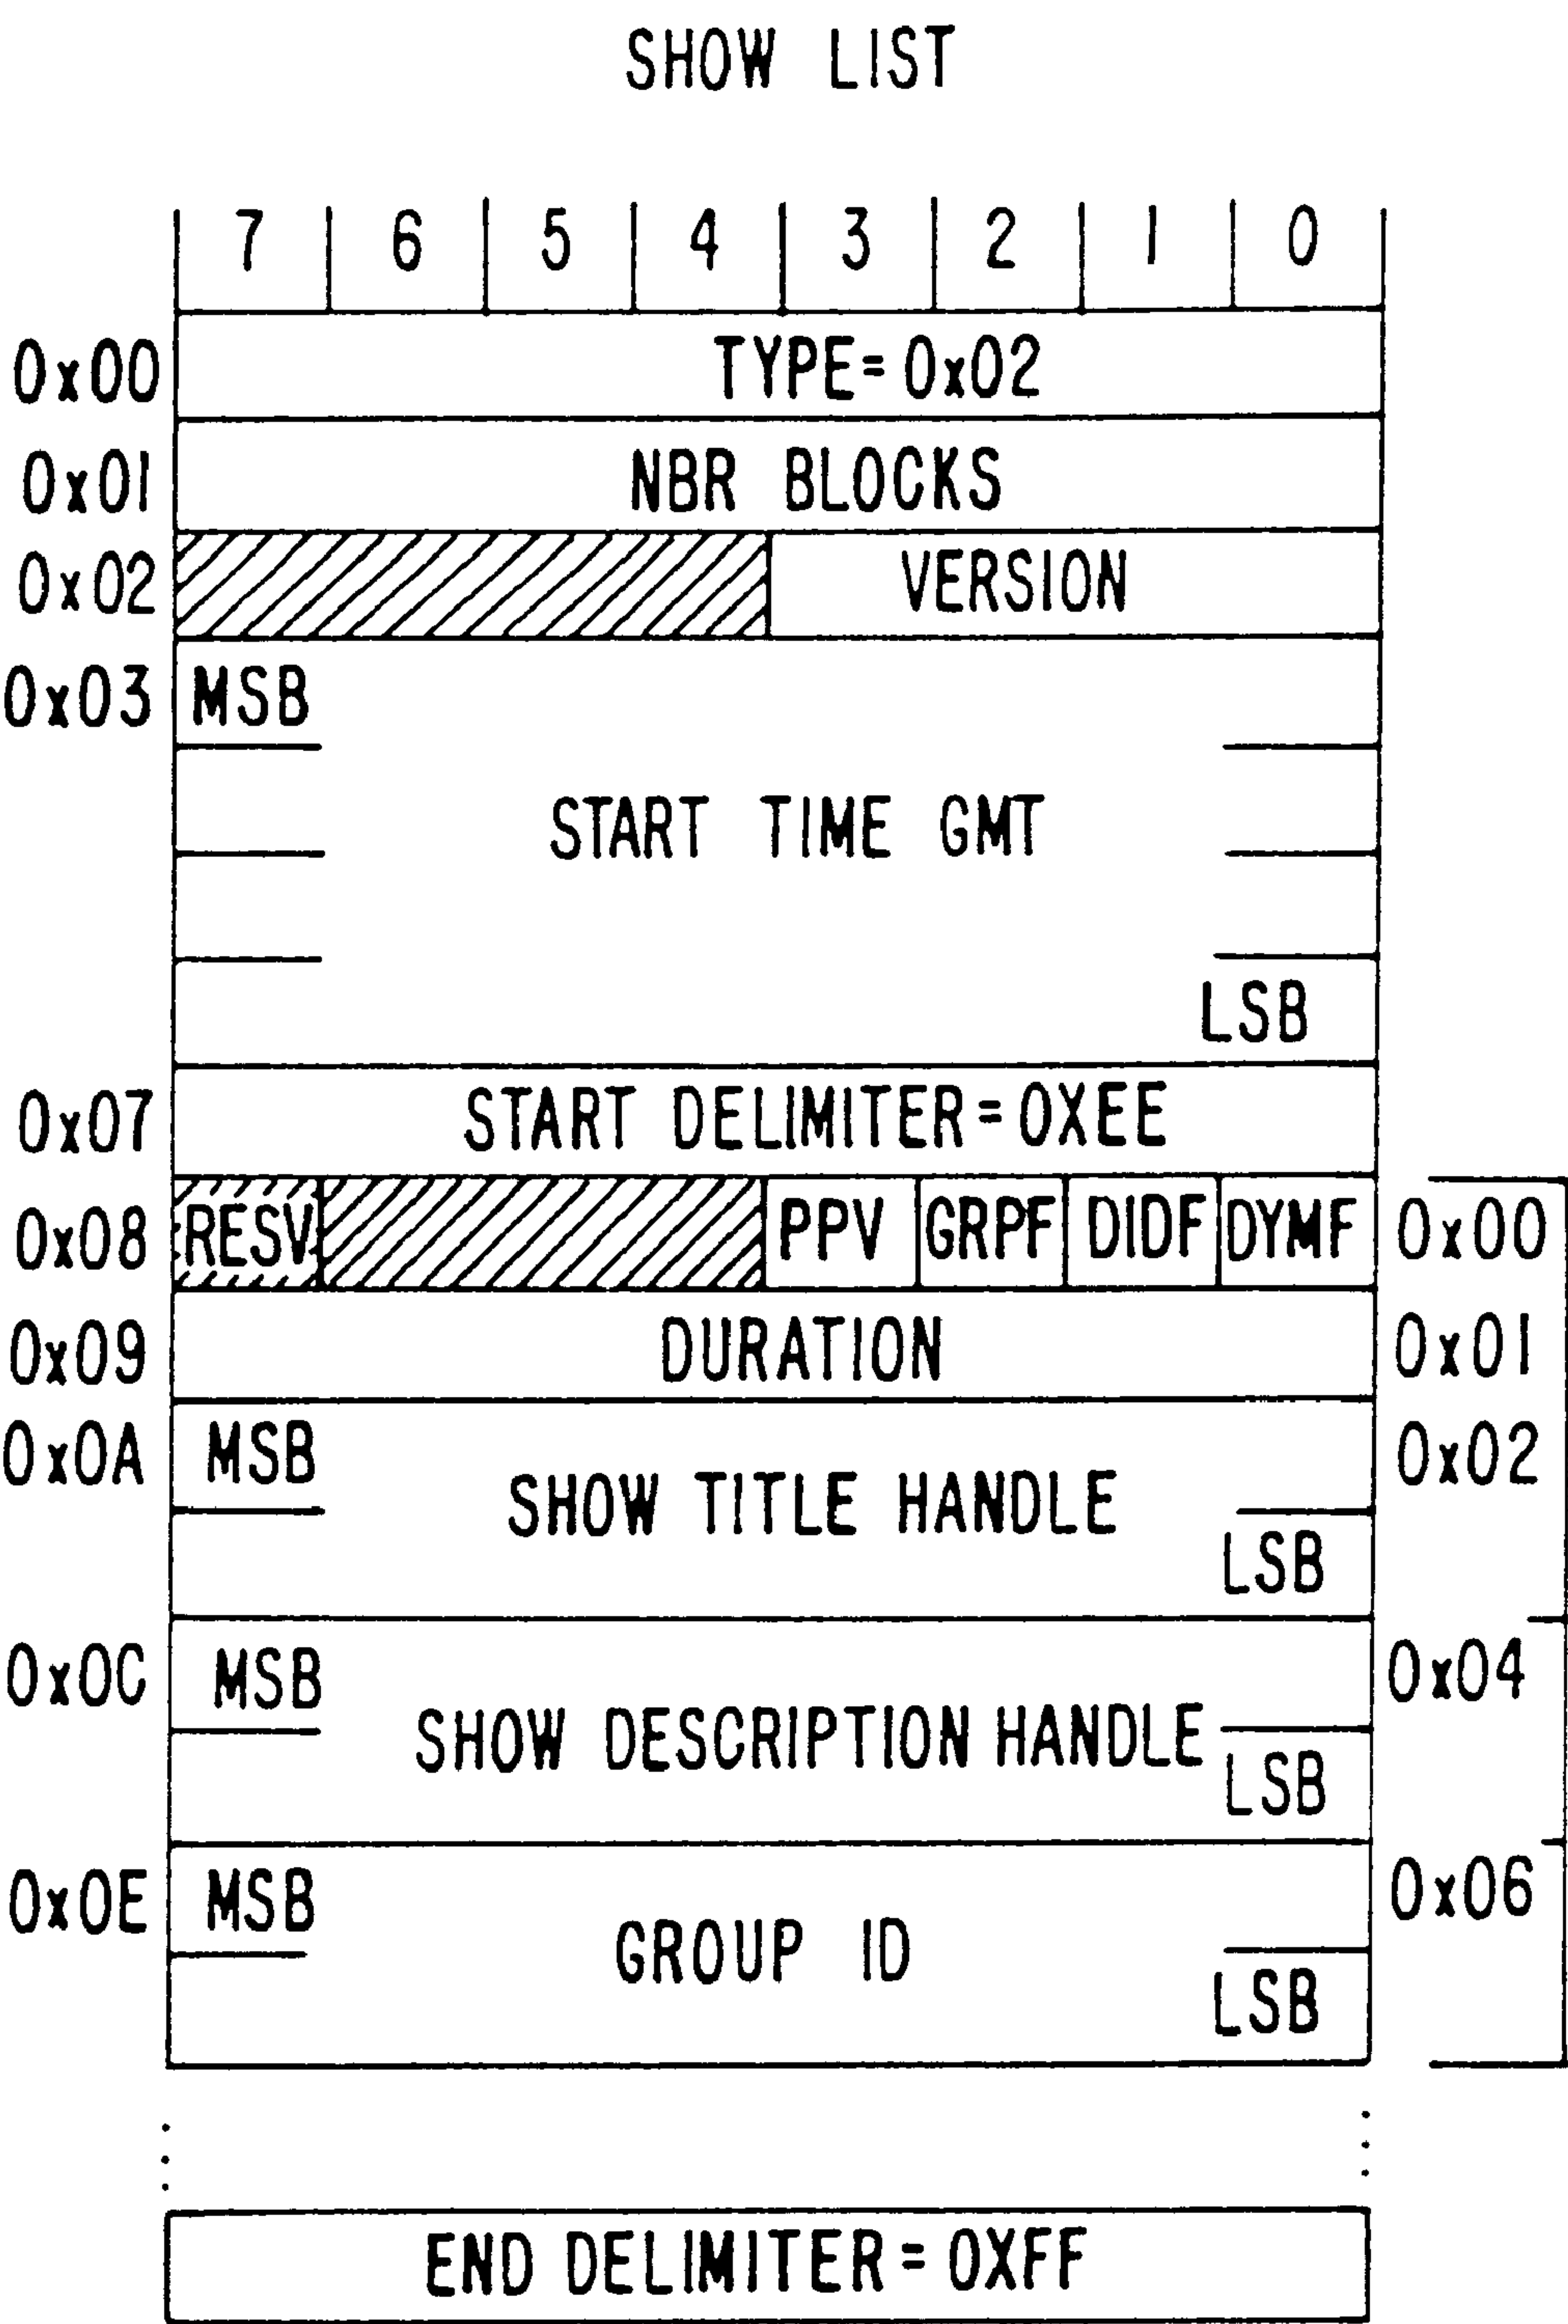 SHOW LIST
7 6 5 4 3 2 1 0
0x00 TYPE=0x02
0x01 NBR BLOCKS
0x02 VERSION
0x03 MSB
START TIME GMT
LSB
0x07 START DELIMITER=0XEE
0x08 RESV PPV GRPF DIDF DYMF 0x00
0x09 DURATION 0x01
0x0A MSB 0x02
SHOW TITLE HANDLE
LSB
0x0C MSB 0x04
SHOW DESCRIPTION HANDLE
LSB
0x0E MSB 0x06
GROUP ID
LSB
END DELIMITER=0XFF